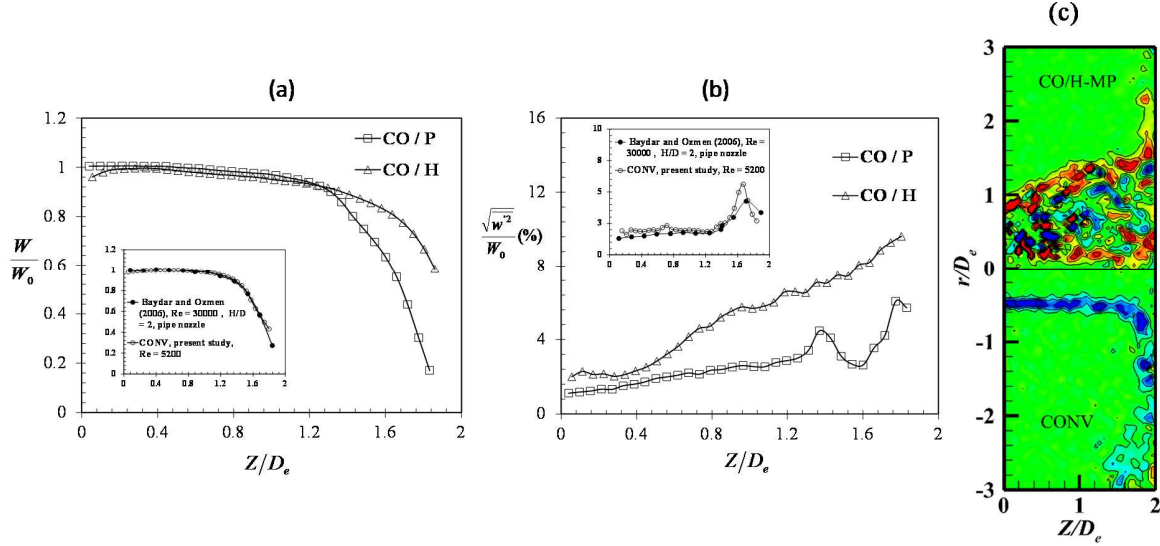 (a)
1.2
1
0.8
0.6
0.4
0.2
0
W
W0
CO / P
CO / H
1.2
1
0.8
0.6
0.4
0.2
0
Baydar and Ozmen
(2006), Re = 30000 , H/D
= 2, pipe nozzle
CONV, present study,
Re = 5200
0 0.4 0.8 1.2 1.6 2
0 0.4 0.8 1.2 1.6 2
Z/De
(b)
16
12
8
4
0
√w'2
W0 (%)
10
8
5
3
0
Baydar and Ozmen (2006), Re =
30000 , H/D = 2, pipe nozzle
CONV, present study, Re = 5200
0 0.4 0.8 1.2 1.6 2
CO / P
CO / H
0 0.4 0.8 1.2 1.6 2
Z/De
(c)
3
2
1
0
-1
-2
-3
r/De
CO/H-MP
CONV
0 1 2
Z/De